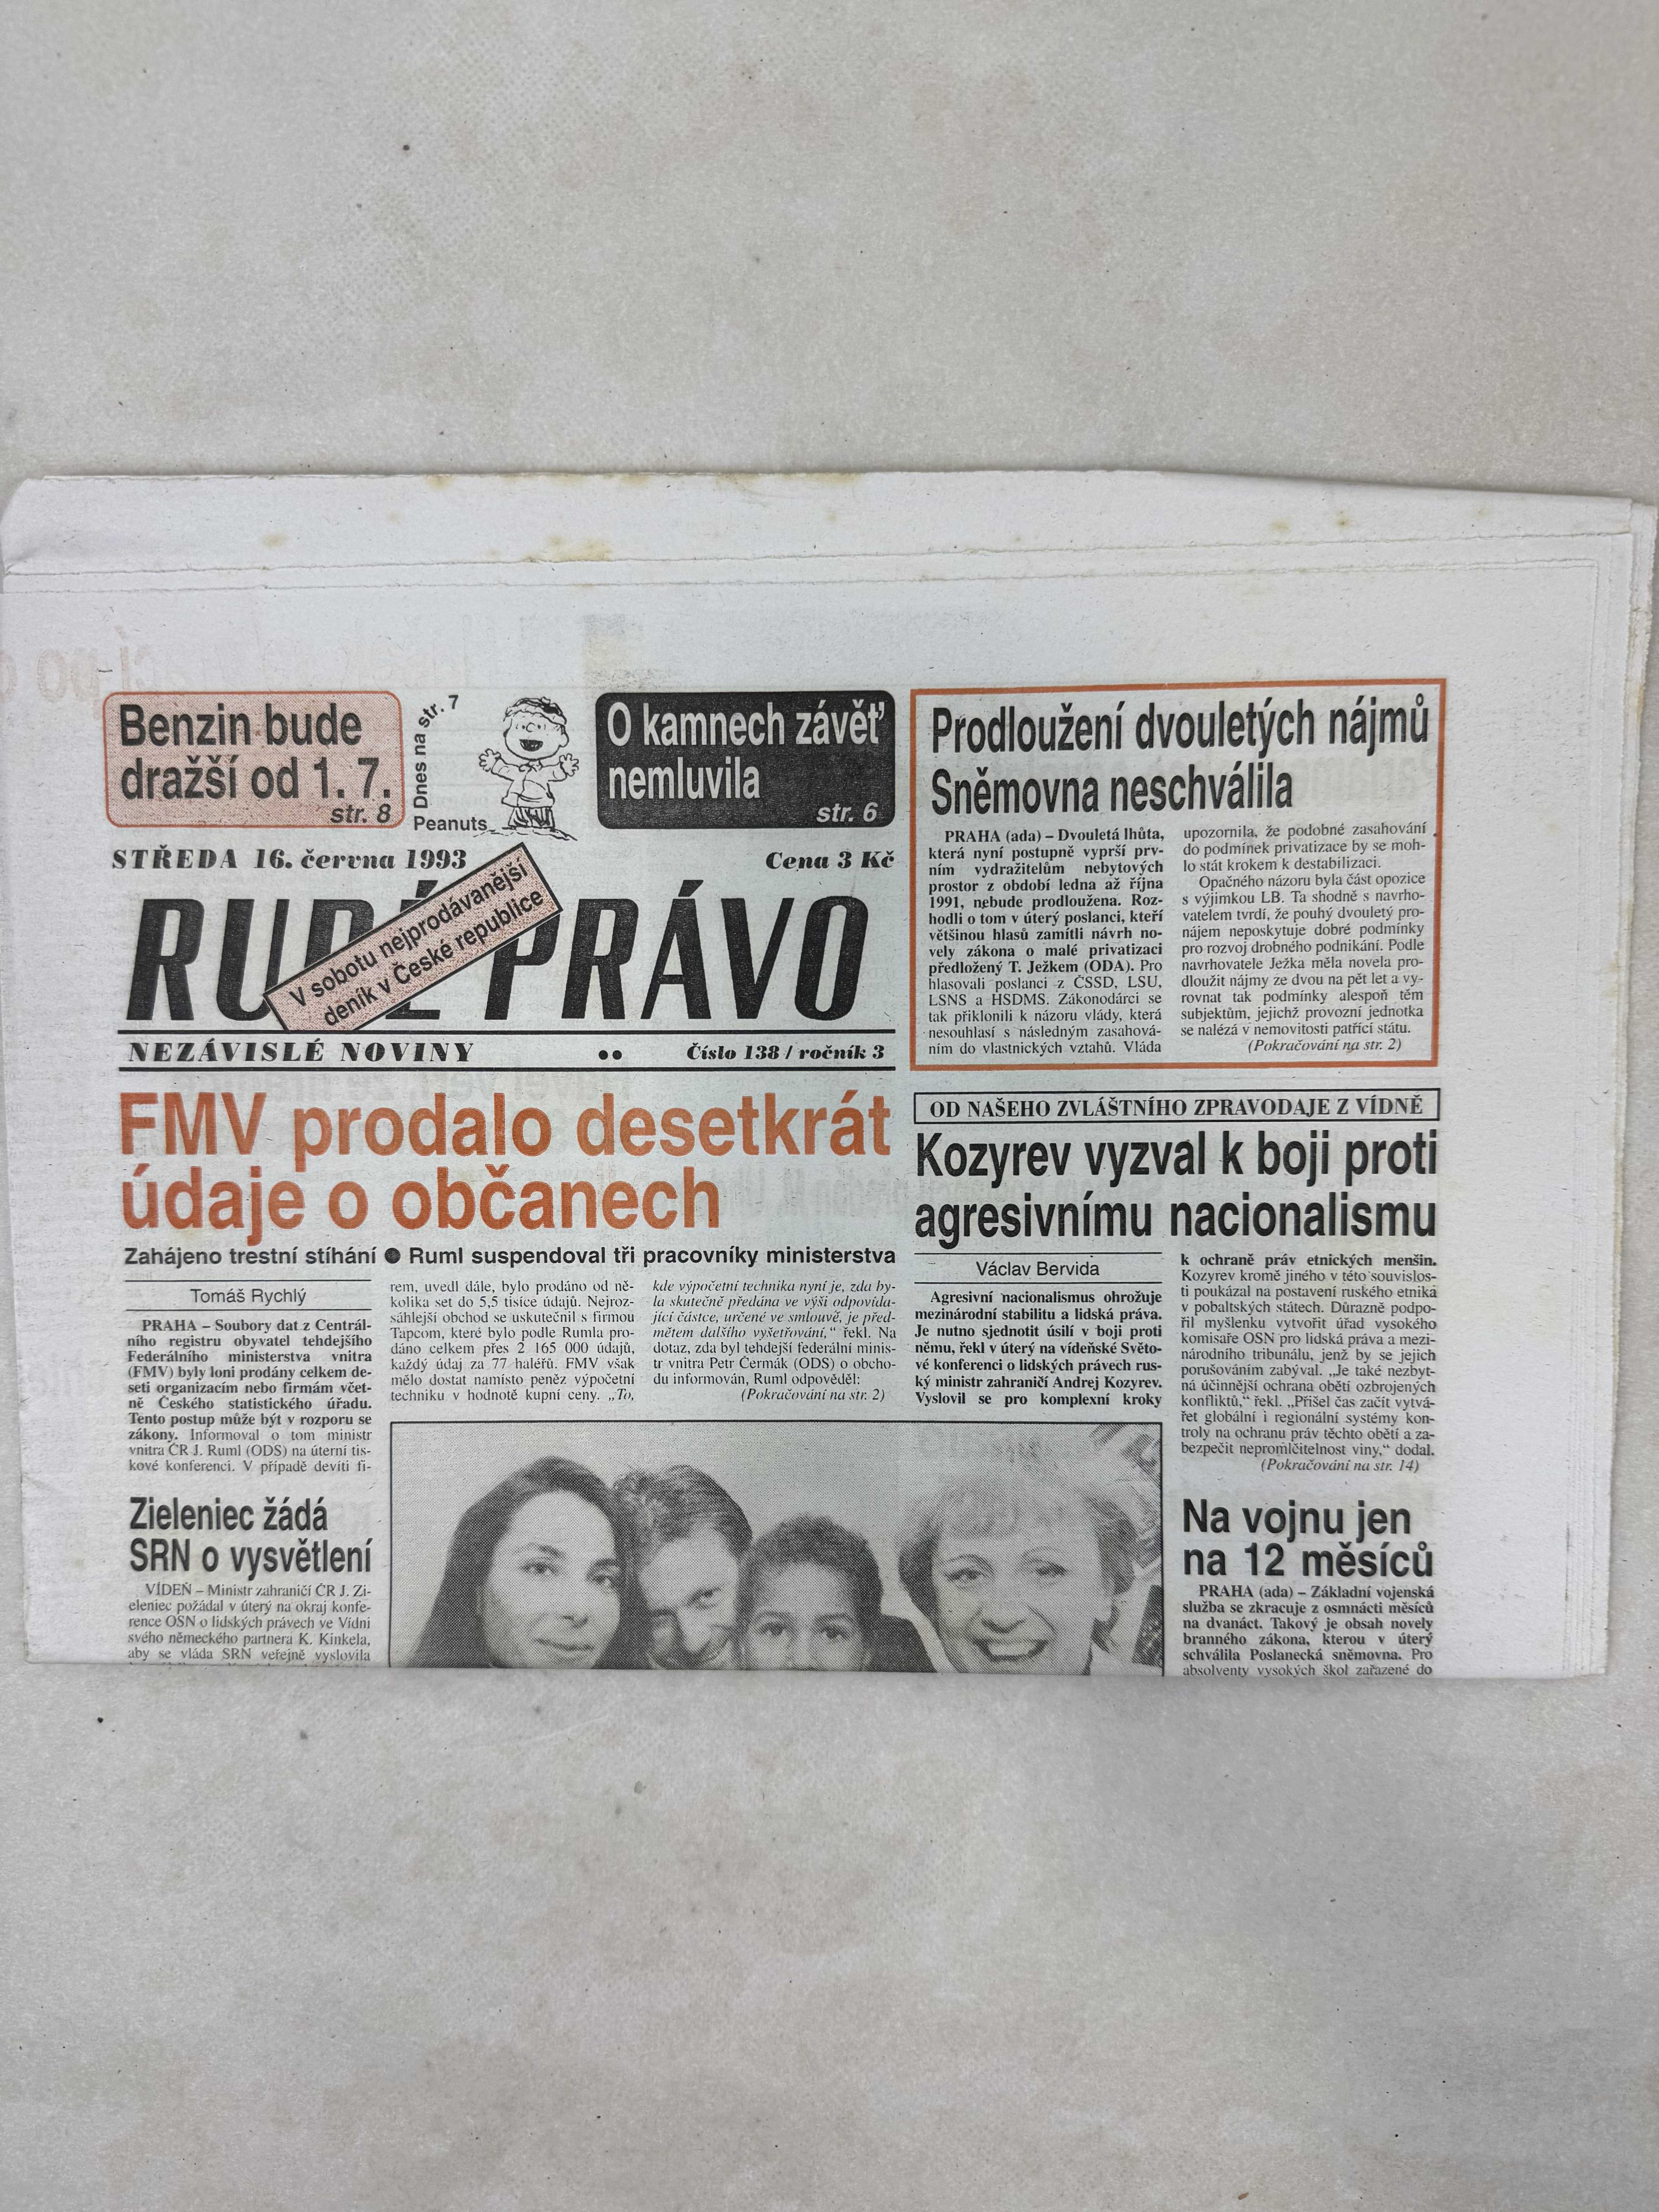 Benzin bude
dražší od 1. 7.
str. 8
Dnes na str. 7
Peanuts
O kamnech závěť
nemluvila
str. 6
STŘEDA 16. června 1993
Cena 3 Kč
RUDÉ PRÁVO
V sobotu nejprodávanější
deník v České republice
NEZÁVISLÉ NOVINY
Číslo 138 / ročník 3
Prodloužení dvouletých nájmů
Sněmovna neschválila
PRAHA (ada) – Dvouletá lhůta,
která nyní postupně vyprší prv-
ním vydražitelům nebytových
prostor z období ledna až října
1991, nebude prodloužena. Roz-
hodli o tom v úterý poslanci, kteří
většinou hlasů zamítli návrh no-
vely zákona o malé privatizaci
předložený T. Ježkem (ODA). Pro
hlasovali poslanci z ČSSD, LSU,
LSNS a HSDMS. Zákonodárci se
tak přiklonili k názoru vlády, která
nesouhlasí s následným zasahová-
ním do vlastnických vztahů. Vláda
upozornila, že podobné zasahování
do podmínek privatizace by se moh-
lo stát krokem k destabilizaci.
Opačného názoru byla část opozice
s výjimkou LB. Ta shodně s navrho-
vatelem tvrdí, že pouhý dvouletý pro-
nájem neposkytuje dobré podmínky
pro rozvoj drobného podnikání. Podle
navrhovatele Ježka měla novela pro-
dloužit nájmy ze dvou na pět let a vy-
rovnat tak podmínky alespoň těm
subjektům, jejichž provozní jednotka
se nalézá v nemovitosti patřící státu.
(Pokračování na str. 2)
FMV prodalo desetkrát
údaje o občanech
Zahájeno trestní stíhání ● Ruml suspendoval tři pracovníky ministerstva
Tomáš Rychlý
PRAHA – Soubory dat z Centrál-
ního registru obyvatel tehdejšího
Federálního ministerstva vnitra
(FMV) byly loni prodány celkem de-
seti organizacím nebo firmám včet-
ně Českého statistického úřadu.
Tento postup může být v rozporu se
zákony. Informoval o tom ministr
vnitra ČR J. Ruml (ODS) na úterní tis-
kové konferenci. V případě devíti fi-
rem, uvedl dále, bylo prodáno od ně-
kolika set do 5,5 tisíce údajů. Nejroz-
sáhlejší obchod se uskutečnil s firmou
Tapcom, které bylo podle Rumla pro-
dáno celkem přes 2 165 000 údajů,
každý údaj za 77 haléřů. FMV však
mělo dostat namísto peněz výpočetní
techniku v hodnotě kupní ceny. „To,
kde výpočetní technika nyní je, zda by-
la skutečně předána ve výši odpovída-
jící částce, určené ve smlouvě, je před-
mětem dalšího vyšetřování,“ řekl. Na
dotaz, zda byl tehdejší federální minis-
tr vnitra Petr Čermák (ODS) o obcho-
du informován, Ruml odpověděl:
(Pokračování na str. 2)
OD NAŠEHO ZVLÁŠTNÍHO ZPRAVODAJE Z VÍDNĚ
Kozyrev vyzval k boji proti
agresivnímu nacionalismu
Václav Bervida
Agresivní nacionalismus ohrožuje
mezinárodní stabilitu a lidská práva.
Je nutno sjednotit úsilí v boji proti
němu, řekl v úterý na vídeňské Světo-
vé konferenci o lidských právech rus-
ký ministr zahraničí Andrej Kozyrev.
Vyslovil se pro komplexní kroky
k ochraně práv etnických menšin.
Kozyrev kromě jiného v této souvislos-
ti poukázal na postavení ruského etnika
v pobaltských státech. Důrazně podpo-
řil myšlenku vytvořit úřad vysokého
komisaře OSN pro lidská práva a mezi-
národního tribunálu, jenž by se jejich
porušováním zabýval. „Je také nezbyt-
ná účinnější ochrana obětí ozbrojených
konfliktů,“ řekl. „Přišel čas začít vytvá-
řet globální i regionální systémy kon-
troly na ochranu práv těchto obětí a za-
bezpečit nepromlčitelnost viny,“ dodal.
(Pokračování na str. 14)
Zieleniec žádá
SRN o vysvětlení
VÍDEŇ – Ministr zahraničí ČR J. Zi-
eleniec požádal v úterý na okraj konfe-
rence OSN o lidských právech ve Vídni
svého německého partnera K. Kinkela,
aby se vláda SRN veřejně vyslovila
Na vojnu jen
na 12 měsíců
PRAHA (ada) – Základní vojenská
služba se zkracuje z osmnácti měsíců
na dvanáct. Takový je obsah novely
branného zákona, kterou v úterý
schválila Poslanecká sněmovna. Pro
absolventy vysokých škol zařazené do